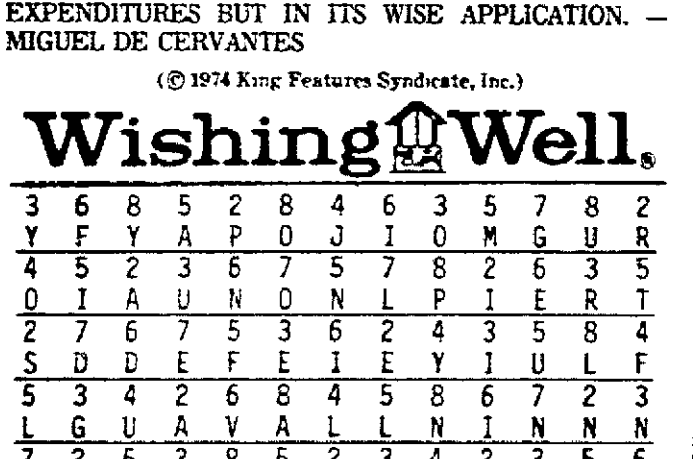 EXPENDITURES BUT IN ITS WISE APPLICATION. —
MIGUEL DE CERVANTES
(© 1974 King Features Syndicate, Inc.)
Wishing Well ®
3 6 8 5 2 8 4 6 3 5 7 8 2
Y F Y A P O J I O M G U R
4 5 2 3 6 7 5 7 8 2 6 3 5
O I A U N O N L P I E R T
2 7 6 7 5 3 6 2 4 3 5 8 4
S D D E F E I E Y I U L F
5 3 4 2 6 8 4 5 8 6 7 2 3
L G U A V A L L N I N N N